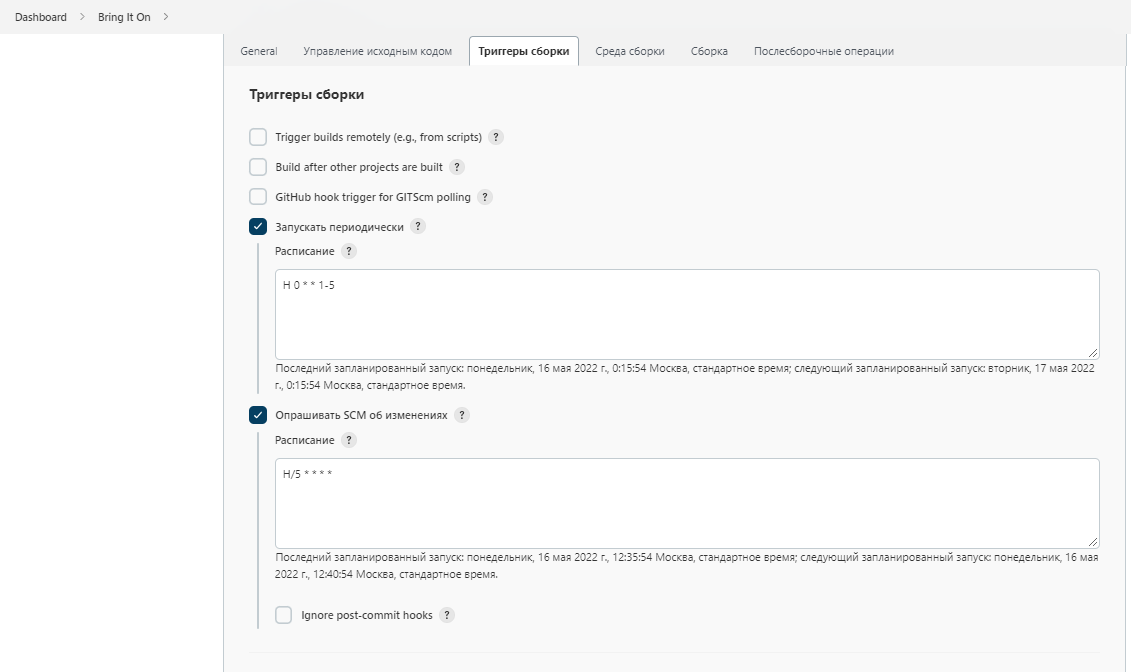 Dashboard > Bring It On >
General Управление исходным кодом Триггеры сборки Среда сборки Сборка Послесборочные операции
Триггеры сборки
Trigger builds remotely (e.g., from scripts) ?
Build after other projects are built ?
GitHub hook trigger for GITScm polling ?
Запускать периодически ?
Расписание ?
H 0 * * 1-5
Последний запланированный запуск: понедельник, 16 мая 2022 г., 0:15:54 Москва, стандартное время; следующий запланированный запуск: вторник, 17 мая 2022
г., 0:15:54 Москва, стандартное время.
Опрашивать SCM об изменениях ?
Расписание ?
H/5 * * * *
Последний запланированный запуск: понедельник, 16 мая 2022 г., 12:35:54 Москва, стандартное время; следующий запланированный запуск: понедельник, 16 мая
2022 г., 12:40:54 Москва, стандартное время.
Ignore post-commit hooks ?